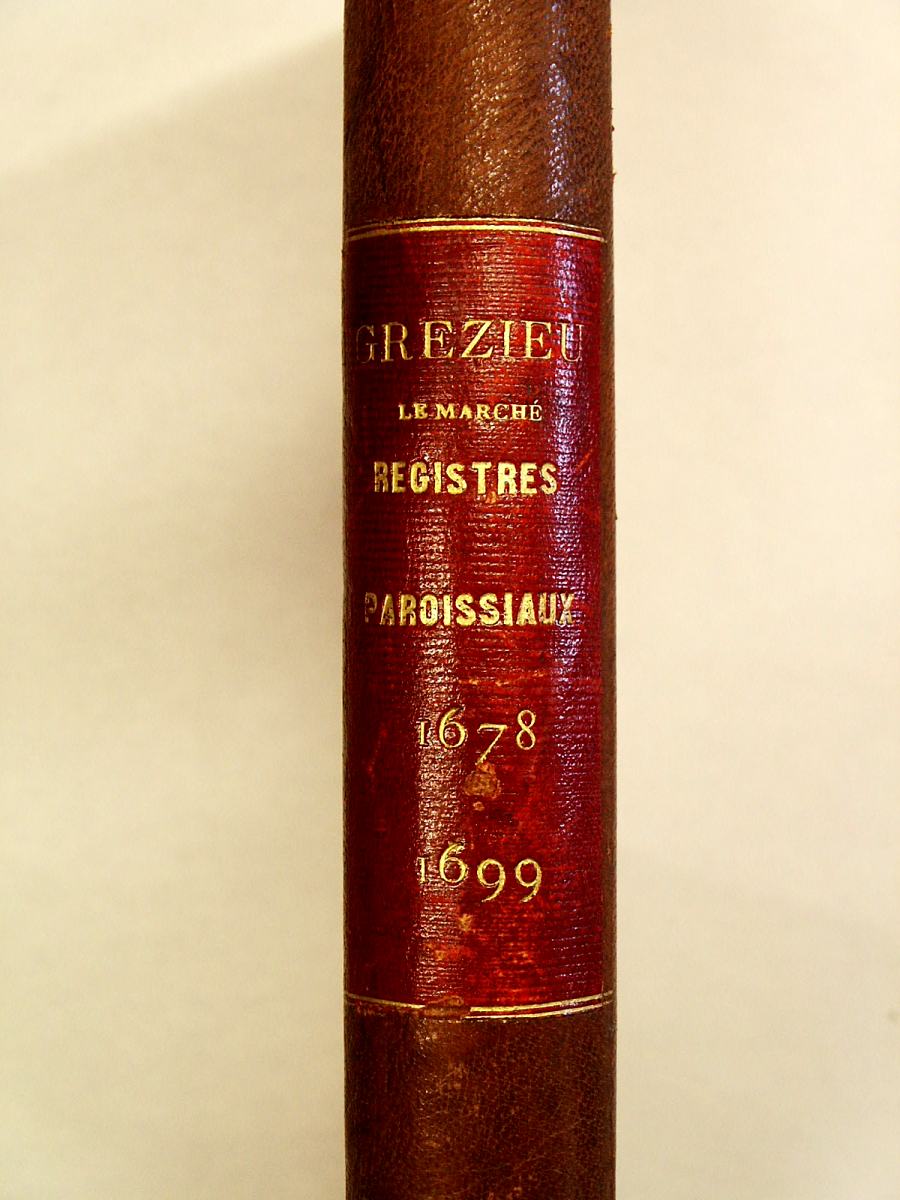 GREZIEU
LE MARCHÉ
REGISTRES
PAROISSIAUX
1678
1699